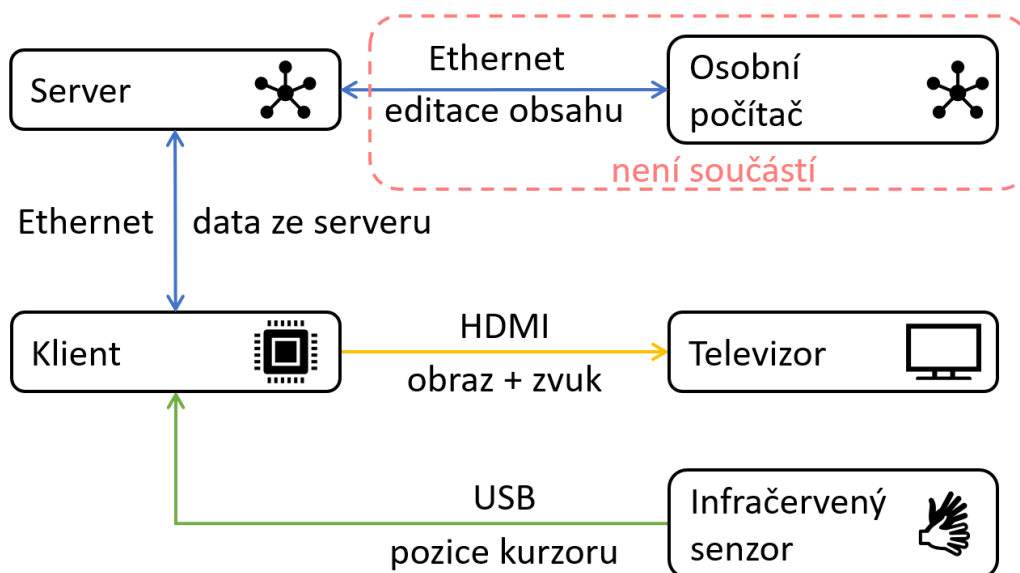 Server
Ethernet
editace obsahu
Osobní
počítač
není součástí
Ethernet
data ze serveru
Klient
HDMI
obraz + zvuk
Televizor
USB
pozice kurzoru
Infračervený
senzor